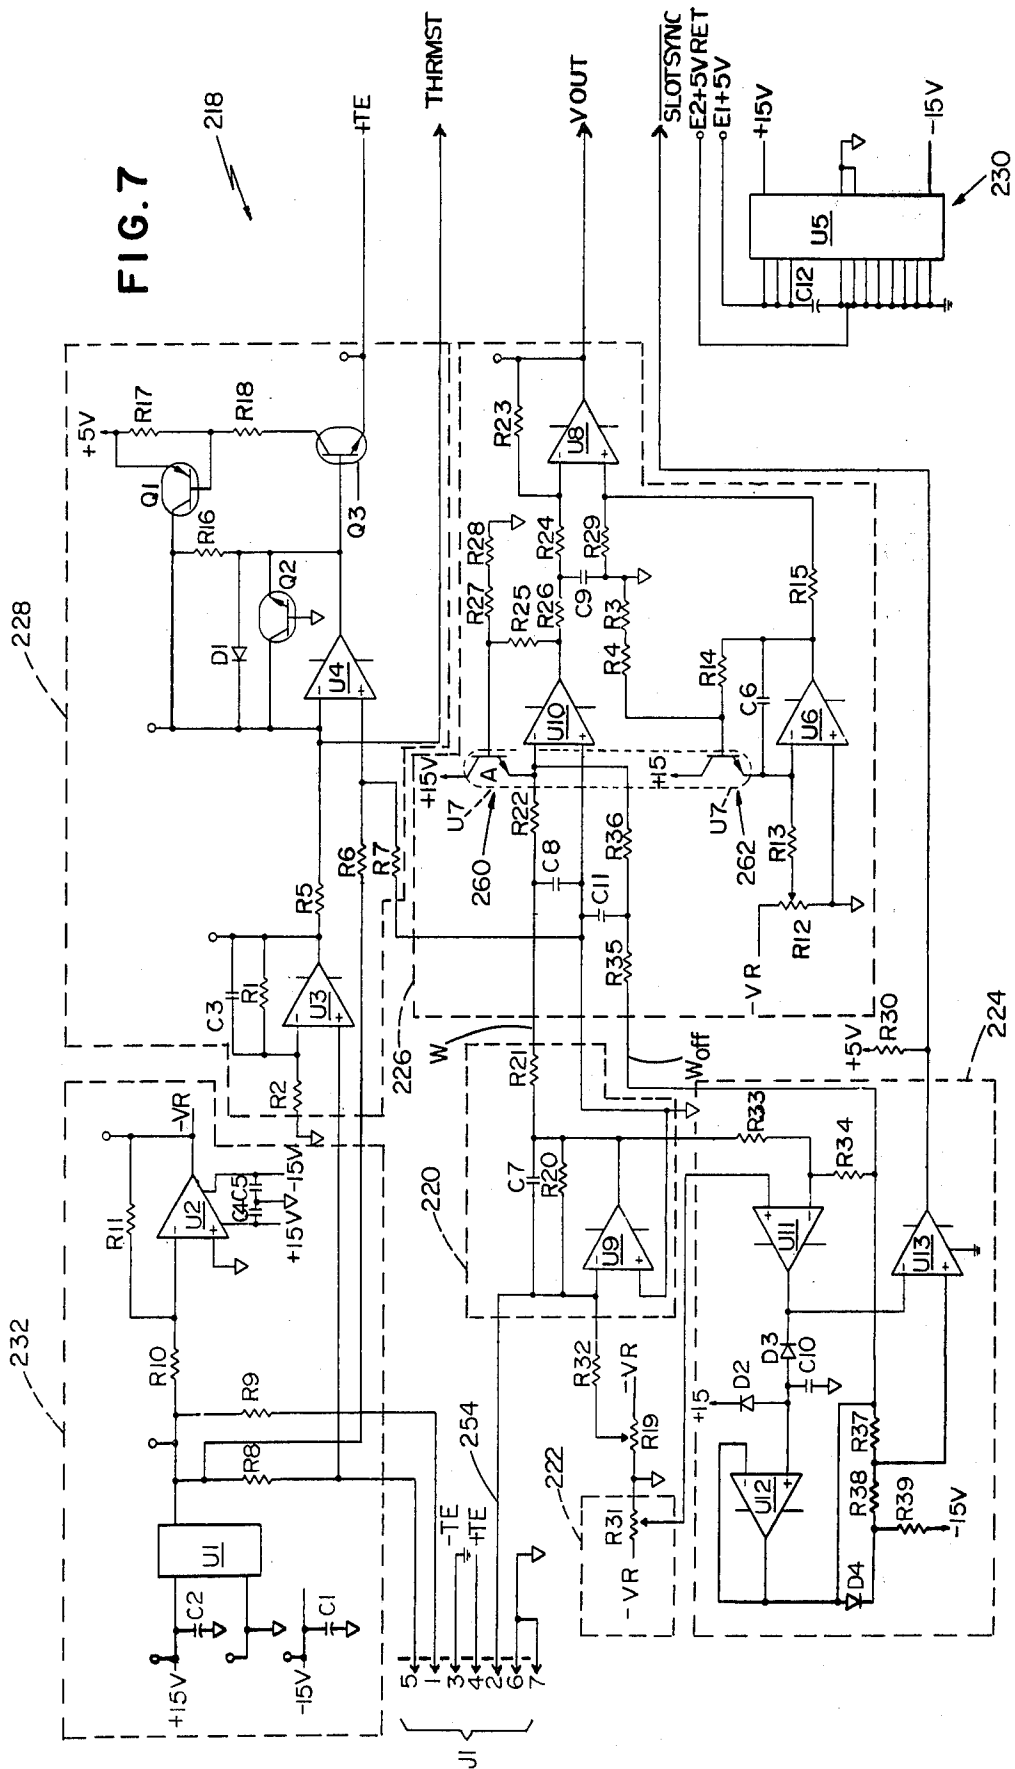 FIG. 7
218
228
232
+5V
R17
R18
Q1
R16
Q2
Q3
D1
U4
+TE
THRMST
R5
R6
R7
C3
R1
U3
R2
-VR
R11
U2
C4
C5
-15V
+15V
R10
R9
R8
U1
C2
+15V
C1
-15V
J1
5
1
3
4
2
6
7
-TE
+TE
254
220
222
226
W
Woff
R21
C7
R20
U9
R32
-VR
R19
R31
-VR
R23
U8
VOUT
R28
R27
R24
R29
R25
R26
C9
R3
R4
U10
+15V
A
U7
260
R22
C8
C11
R36
R35
+15
U7
262
R14
C6
R15
U6
R13
R12
-VR
SLOTSYNC
E2+5VRET
E1+5V
+15V
-15V
U5
C12
230
+5V
R30
224
R33
R34
U11
U13
D3
C10
D2
+15
U12
R37
R38
R39
-15V
D4